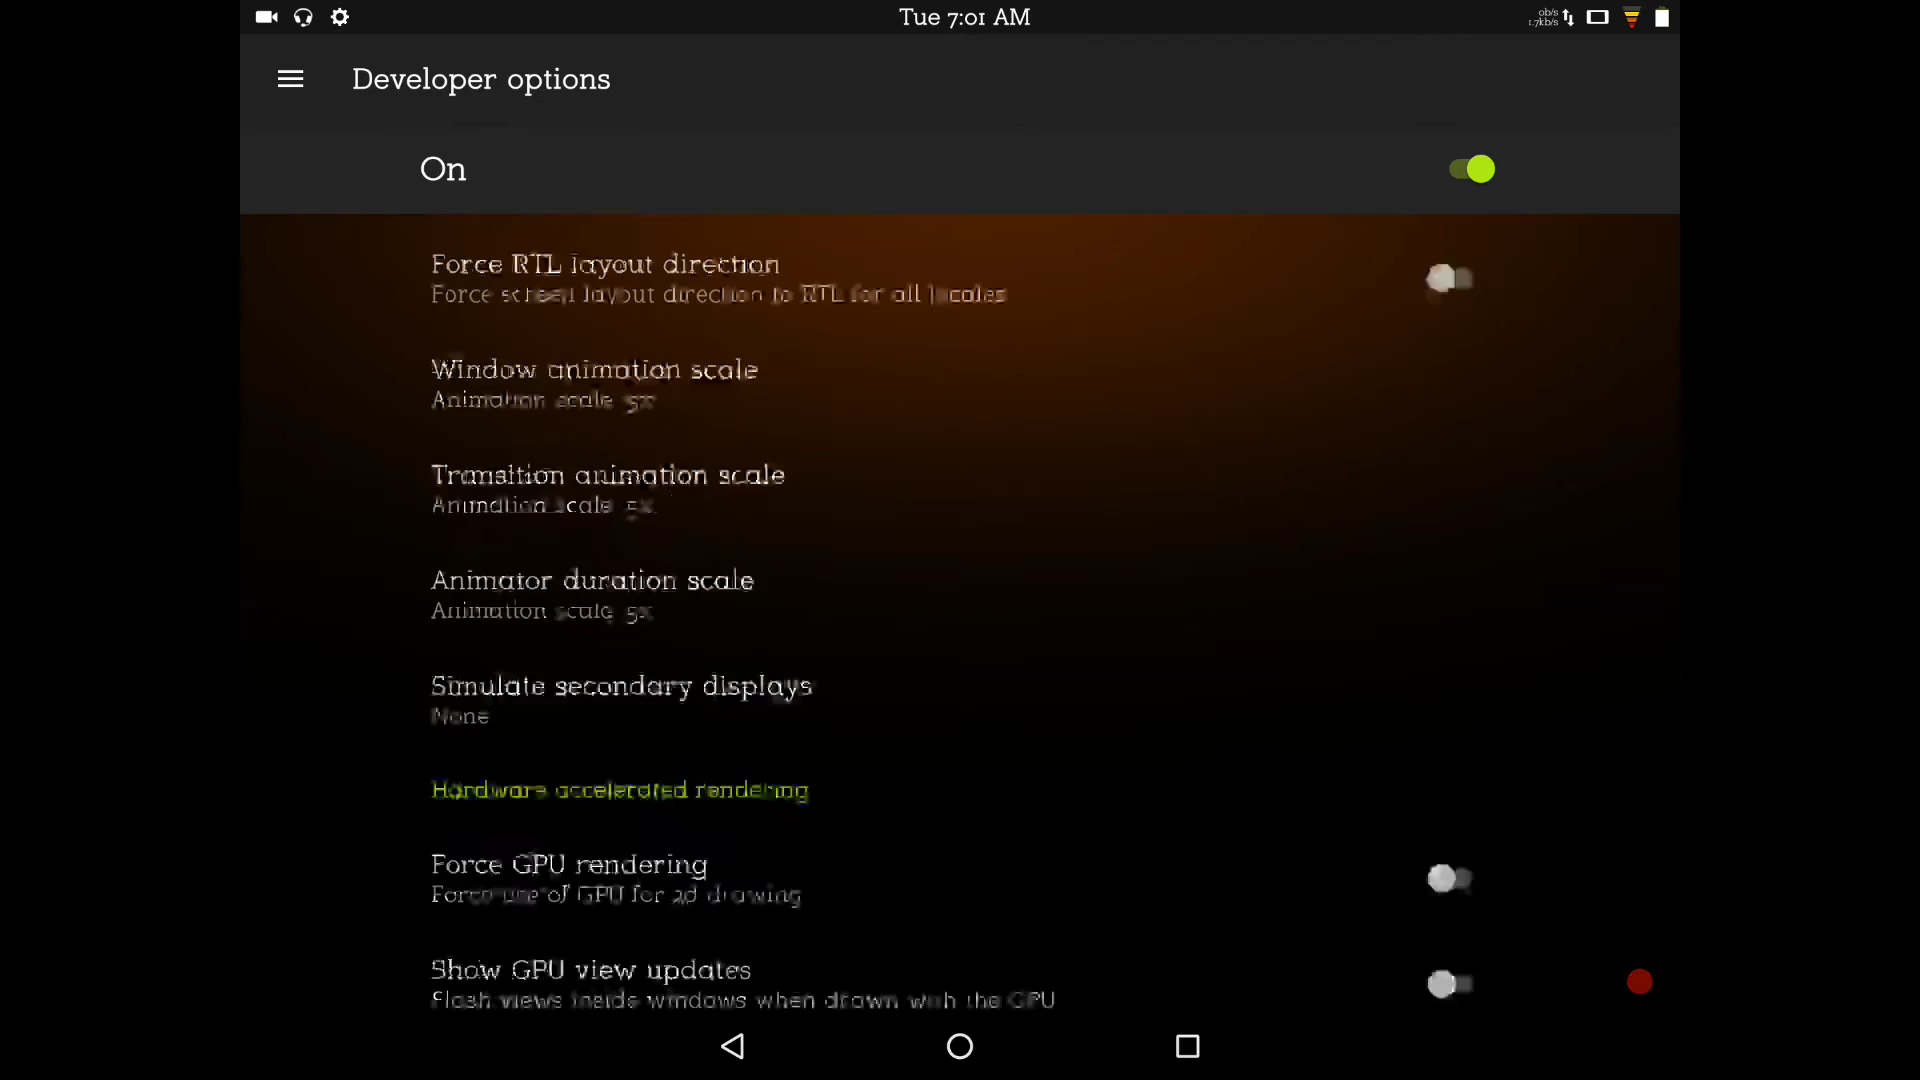 Tue 7:01 AM
0b/s
1.7kb/s
Developer options
On
Force RTL layout direction
Force screen layout direction to RTL for all locales
Window animation scale
Animation scale 5x
Transition animation scale
Animation scale 5x
Animator duration scale
Animation scale 5x
Simulate secondary displays
None
Hardware accelerated rendering
Force GPU rendering
Force use of GPU for 2d drawing
Show GPU view updates
Flash views inside windows when drawn with the GPU